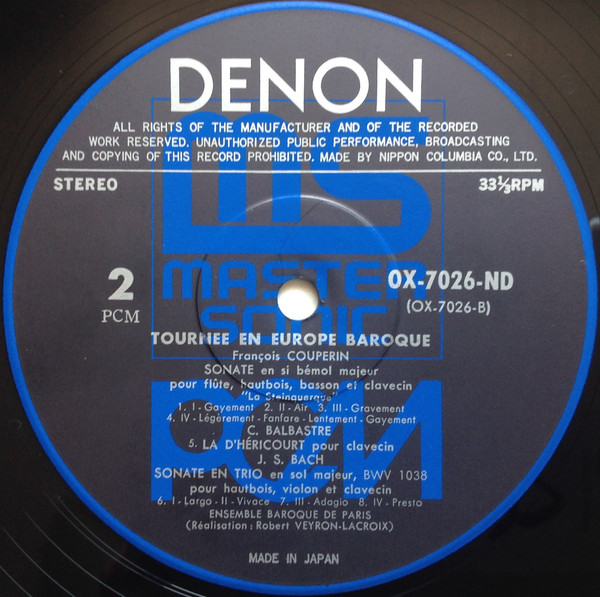 DENON
ALL RIGHTS OF THE MANUFACTURER AND OF THE RECORDED
WORK RESERVED. UNAUTHORIZED PUBLIC PERFORMANCE, BROADCASTING
AND COPYING OF THIS RECORD PROHIBITED. MADE BY NIPPON COLUMBIA CO., LTD.
STEREO 33⅓RPM
MS
MASTER
SONIC
2 OX-7026-ND
PCM (OX-7026-B)
TOURNEE EN EUROPE BAROQUE
François COUPERIN
SONATE en si bémol majeur
pour flûte, hautbois, basson et clavecin
"La Steinquerque"
1. I - Gayement 2. II - Air 3. III - Gravement
4. IV - Légèrement - Fanfare - Lentement - Gayement
C. BALBASTRE
5. LA D'HÉRICOURT pour clavecin
J. S. BACH
SONATE EN TRIO en sol majeur, BWV 1038
pour hautbois, violon et clavecin
6. I - Largo - II - Vivace 7. III - Adagio 8. IV - Presto
ENSEMBLE BAROQUE DE PARIS
(Réalisation : Robert VEYRON-LACROIX)
PCM
MADE IN JAPAN